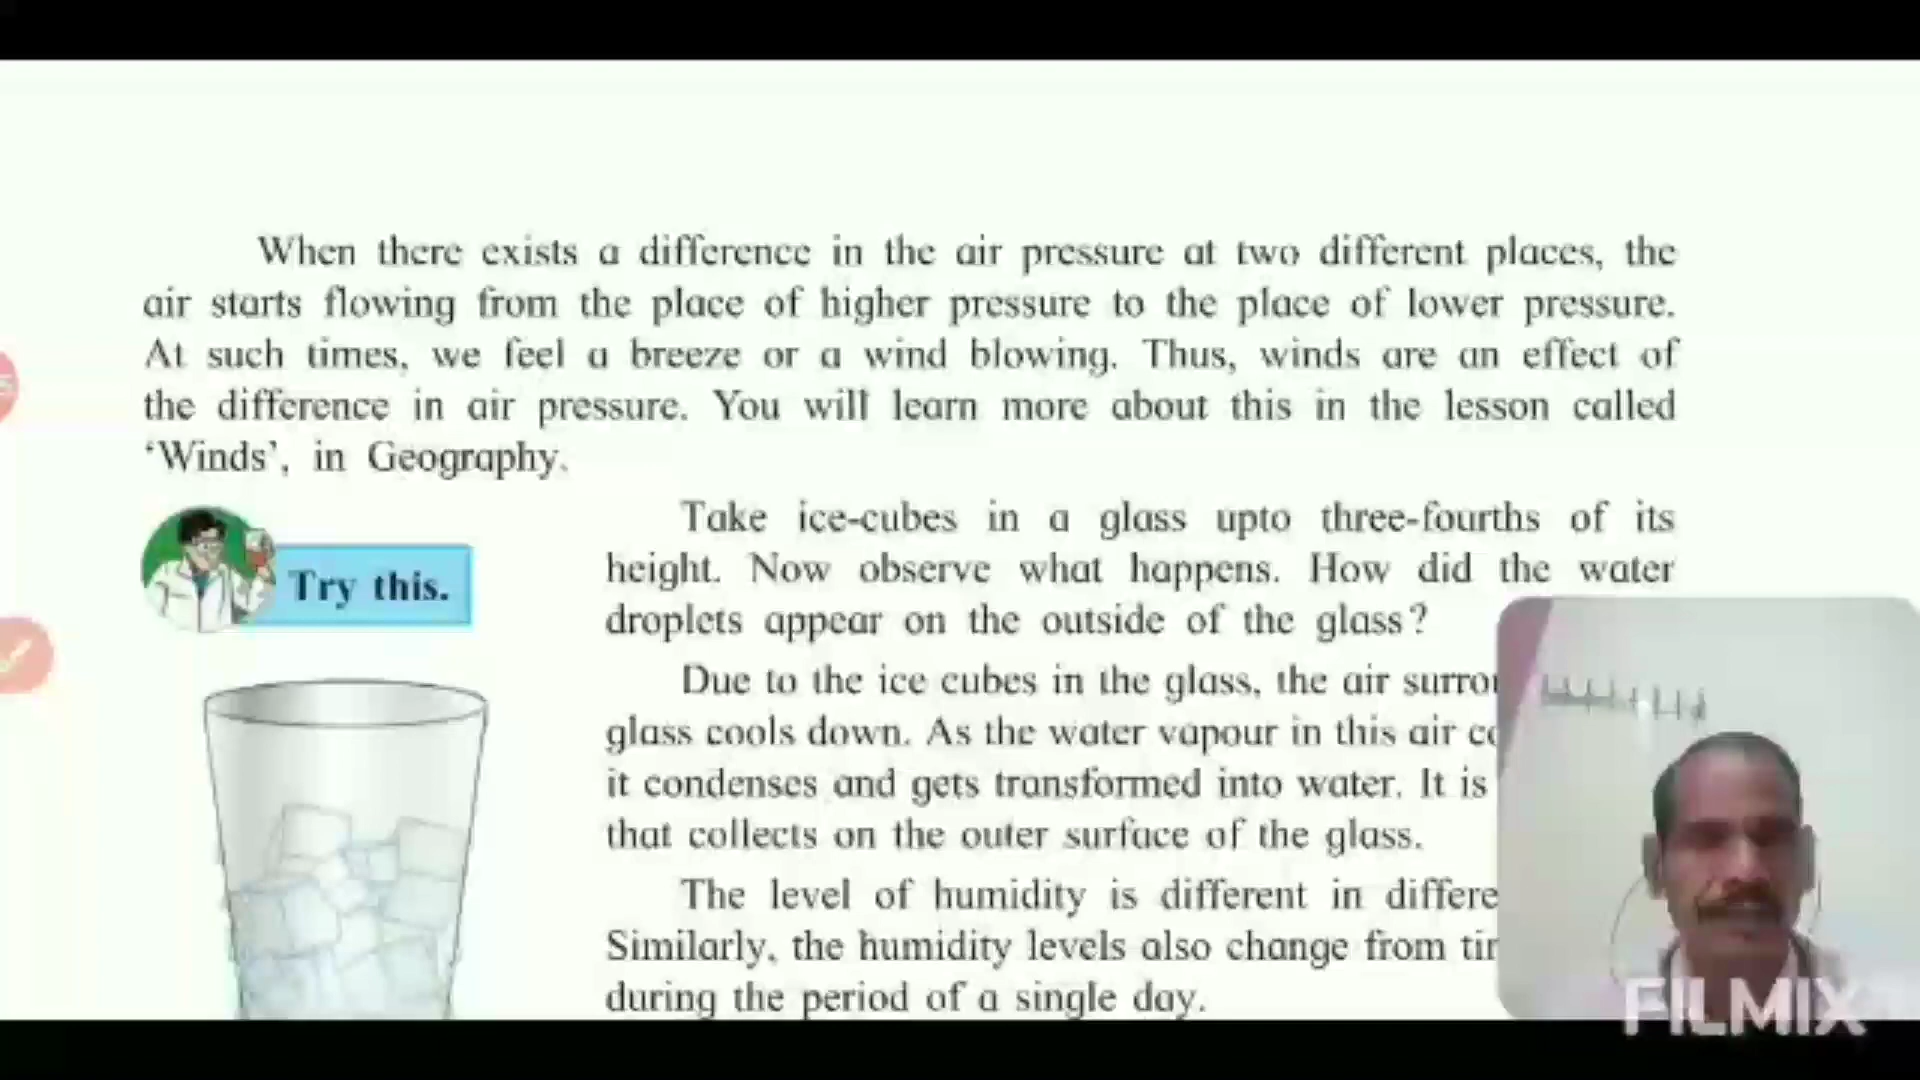 When there exists a difference in the air pressure at two different places, the
air starts flowing from the place of higher pressure to the place of lower pressure.
At such times, we feel a breeze or a wind blowing. Thus, winds are an effect of
the difference in air pressure. You will learn more about this in the lesson called
‘Winds’, in Geography.
Try this.
Take ice-cubes in a glass upto three-fourths of its
height. Now observe what happens. How did the water
droplets appear on the outside of the glass?
Due to the ice cubes in the glass, the air
glass cools down. As the water vapour in this air
it condenses and gets transformed into water. It is
that collects on the outer surface of the glass.
The level of humidity is different in
Similarly, the humidity levels also change from
during the period of a single day.
FILMIX